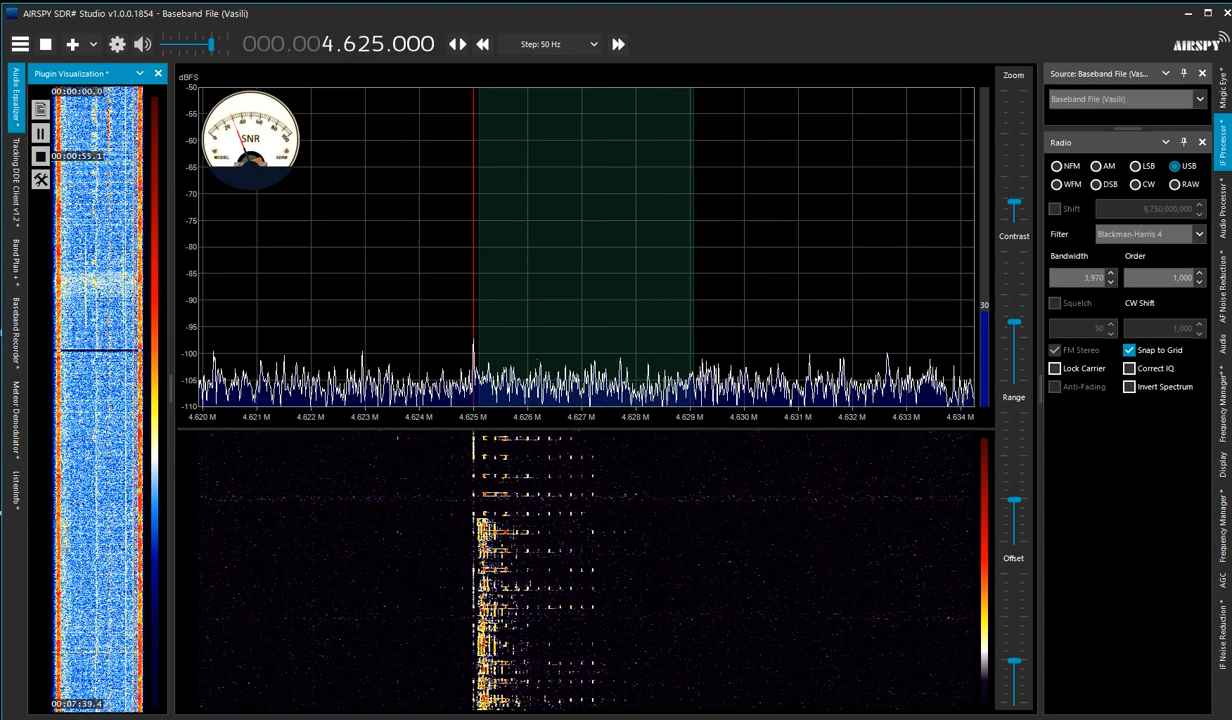 AIRSPY SDR# Studio v1.0.0.1854 - Baseband File (Vasili)
000.004.625.000
Step: 50 Hz
AIRSPY
Audio Equalizer *
Tracking DDE Client v1.2 *
Band Plan + *
Baseband Recorder *
Meteor Demodulator *
ListenInfo *
Plugin Visualization *
00:00:00.0
00:00:55.1
00:07:39.4
dBFS
-50
-55
-60
-65
-70
-75
-80
-85
-90
-95
-100
-105
-110
SNR
MODEL
SDR#
30
4.620 M
4.621 M
4.622 M
4.623 M
4.624 M
4.625 M
4.626 M
4.627 M
4.628 M
4.629 M
4.630 M
4.631 M
4.632 M
4.633 M
4.634 M
Zoom
Contrast
Range
Offset
Source: Baseband File (Vas...
Baseband File (Vasili)
Radio
NFM AM LSB USB
WFM DSB CW RAW
Shift 9,750,000,000
Filter Blackman-Harris 4
Bandwidth Order
3,970 1,000
Squelch CW Shift
50 1,000
FM Stereo Snap to Grid
Lock Carrier Correct IQ
Anti-Fading Invert Spectrum
Magic Eye *
IF Processor *
Audio Processor *
AF Noise Reduction *
Audio
Frequency Manager+ *
Display
Frequency Manager *
AGC
IF Noise Reduction *